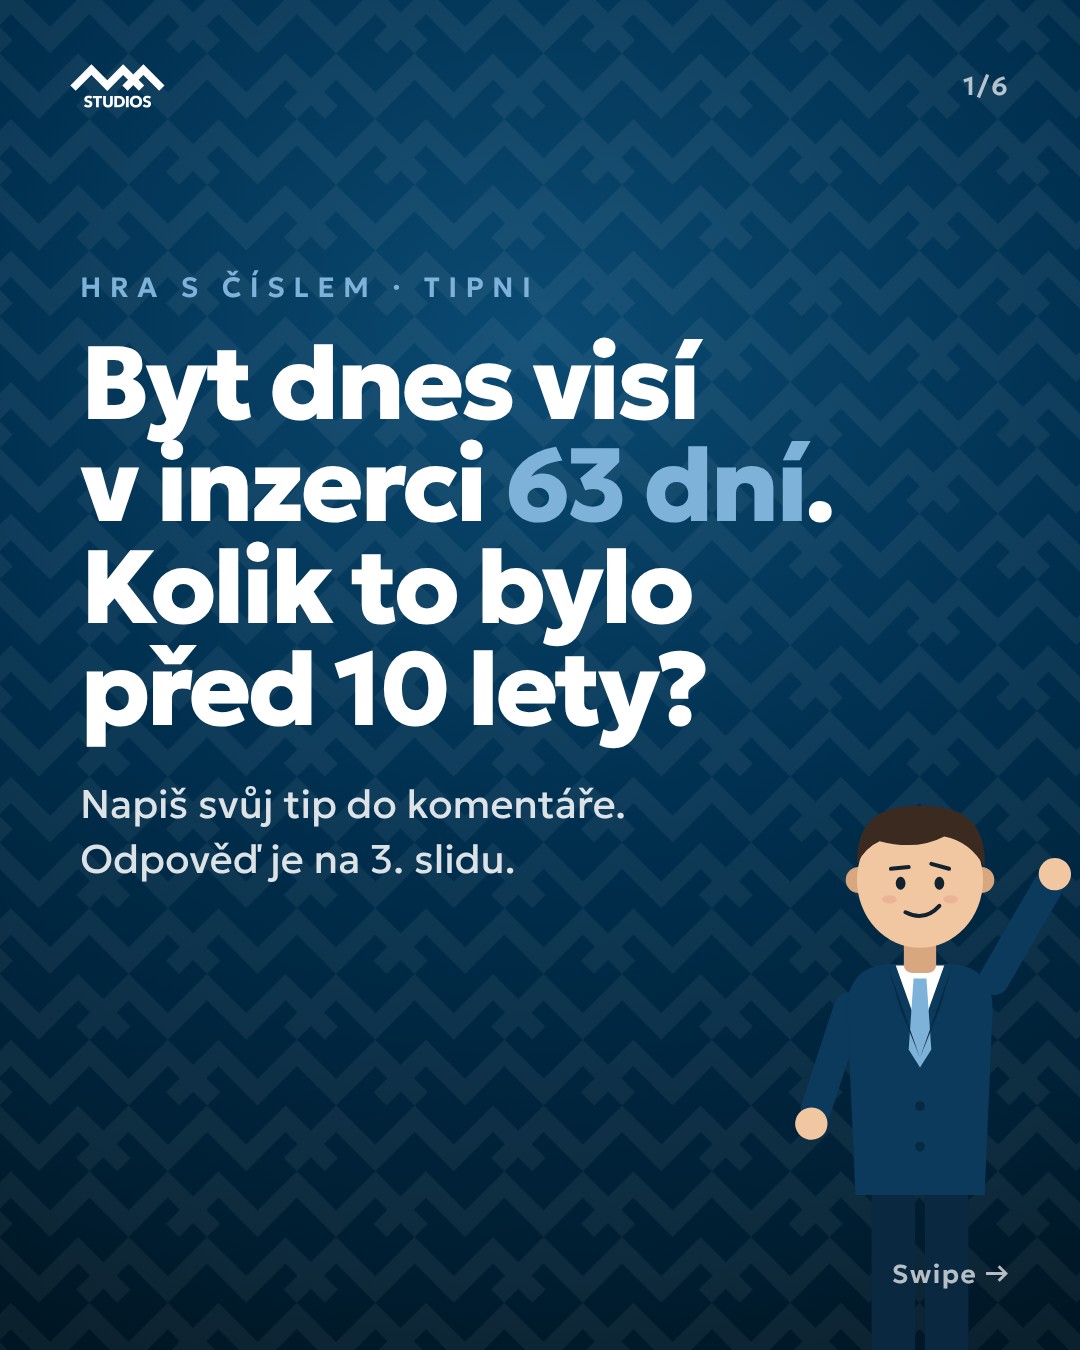 STUDIOS
1/6
HRA S ČÍSLEM · TIPNI
Byt dnes visí
v inzerci 63 dní.
Kolik to bylo
před 10 lety?
Napiš svůj tip do komentáře.
Odpověď je na 3. slidu.
Swipe →